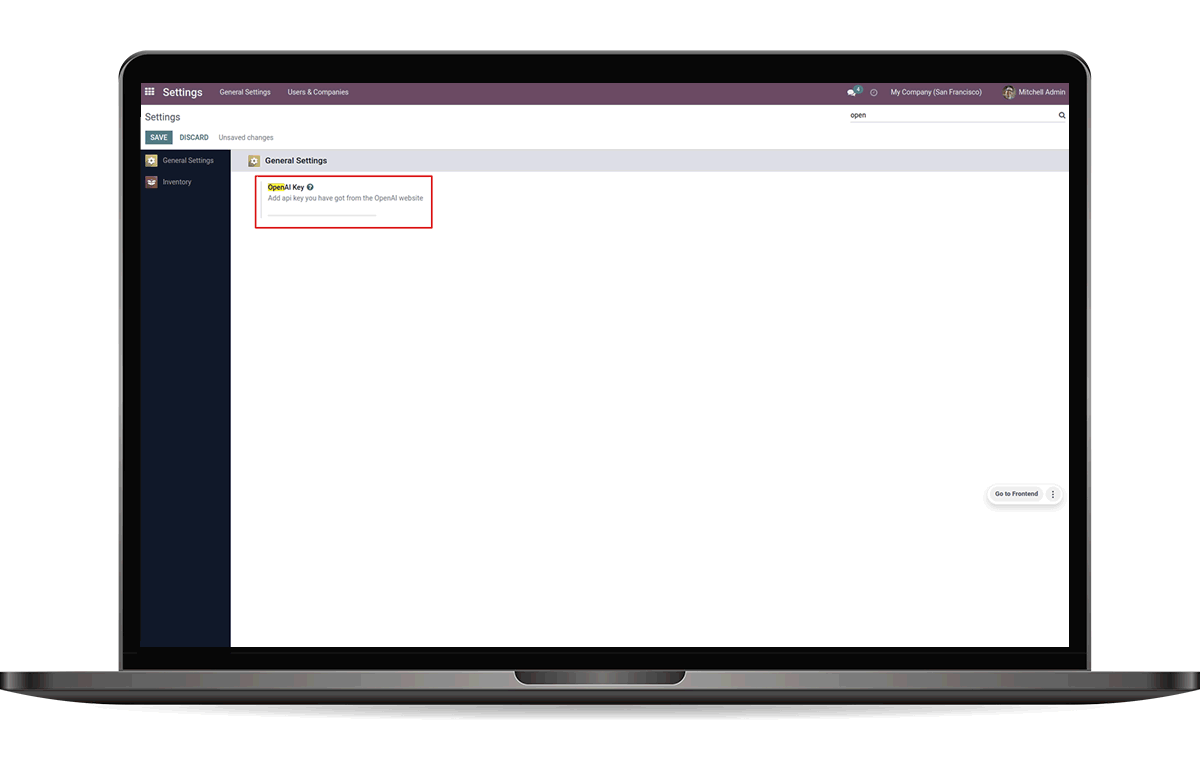 Settings General Settings Users & Companies 4 My Company (San Francisco) Mitchell Admin
Settings open
SAVE DISCARD Unsaved changes
General Settings
Inventory
General Settings
OpenAI Key ?
Add api key you have got from the OpenAI website
Go to Frontend